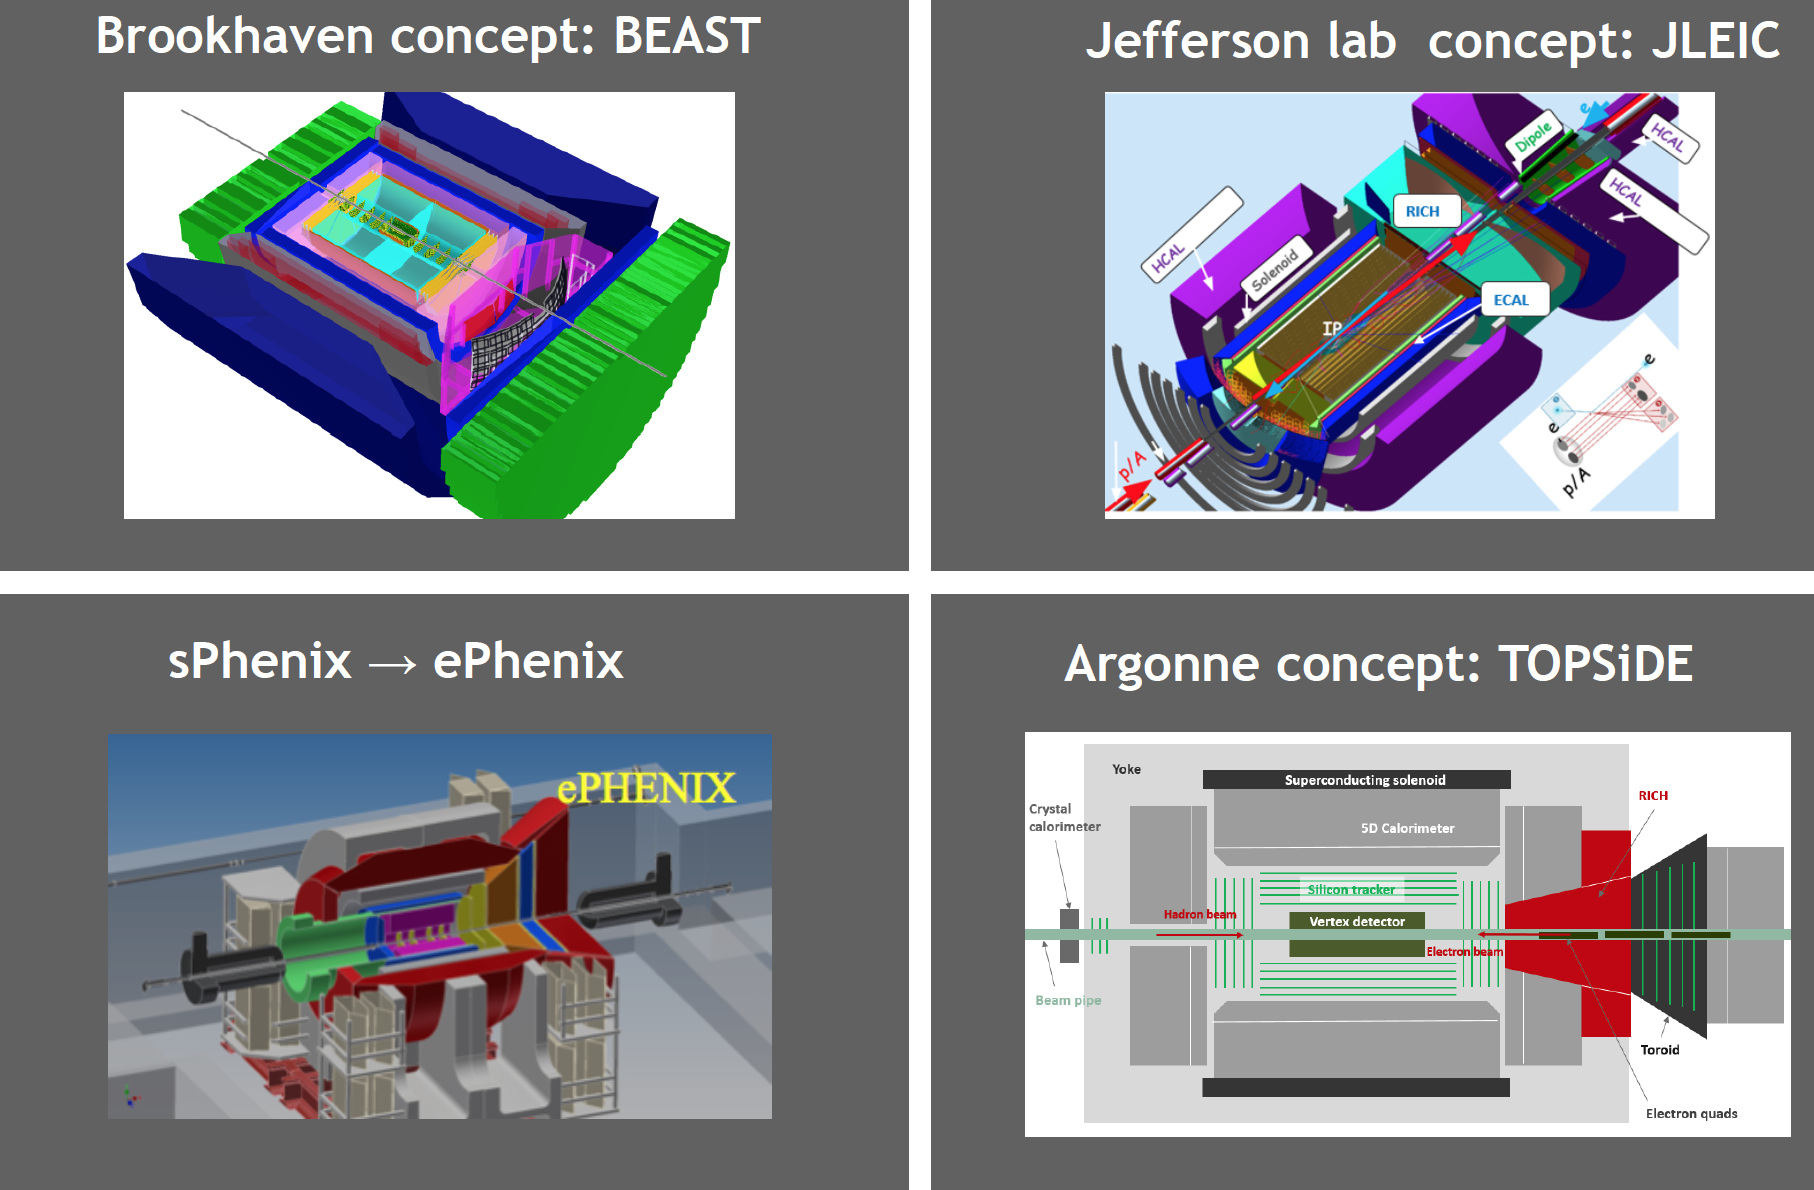 Brookhaven concept: BEAST
Jefferson lab concept: JLEIC
e
Dipole
HCAL
HCAL
RICH
HCAL
Solenoid
ECAL
IP
p/A
e
e
p/A
sPhenix → ePhenix
ePHENIX
Argonne concept: TOPSiDE
Yoke
Superconducting solenoid
RICH
Crystal
calorimeter
5D Calorimeter
Silicon tracker
Hadron beam
Vertex detector
Electron beam
Beam pipe
Toroid
Electron quads